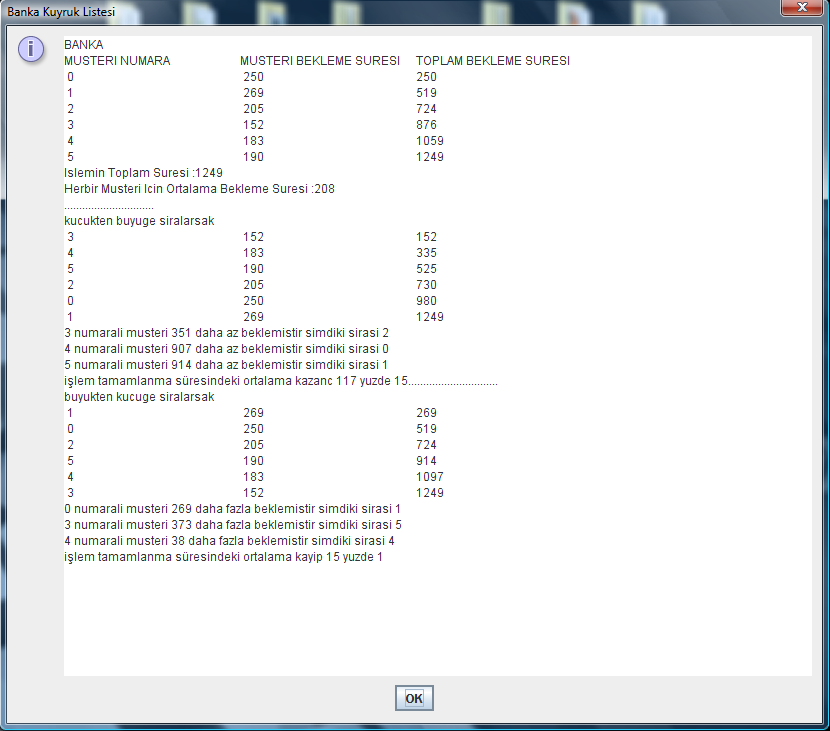 Banka Kuyruk Listesi
BANKA
MUSTERI NUMARA MUSTERI BEKLEME SURESI TOPLAM BEKLEME SURESI
0 250 250
1 269 519
2 205 724
3 152 876
4 183 1059
5 190 1249
Islemin Toplam Suresi :1249
Herbir Musteri Icin Ortalama Bekleme Suresi :208
..............................
kucukten buyuge siralarsak
3 152 152
4 183 335
5 190 525
2 205 730
0 250 980
1 269 1249
3 numarali musteri 351 daha az beklemistir simdiki sirasi 2
4 numarali musteri 907 daha az beklemistir simdiki sirasi 0
5 numarali musteri 914 daha az beklemistir simdiki sirasi 1
işlem tamamlanma süresindeki ortalama kazanc 117 yuzde 15..............................
buyukten kucuge siralarsak
1 269 269
0 250 519
2 205 724
5 190 914
4 183 1097
3 152 1249
0 numarali musteri 269 daha fazla beklemistir simdiki sirasi 1
3 numarali musteri 373 daha fazla beklemistir simdiki sirasi 5
4 numarali musteri 38 daha fazla beklemistir simdiki sirasi 4
işlem tamamlanma süresindeki ortalama kayip 15 yuzde 1
OK